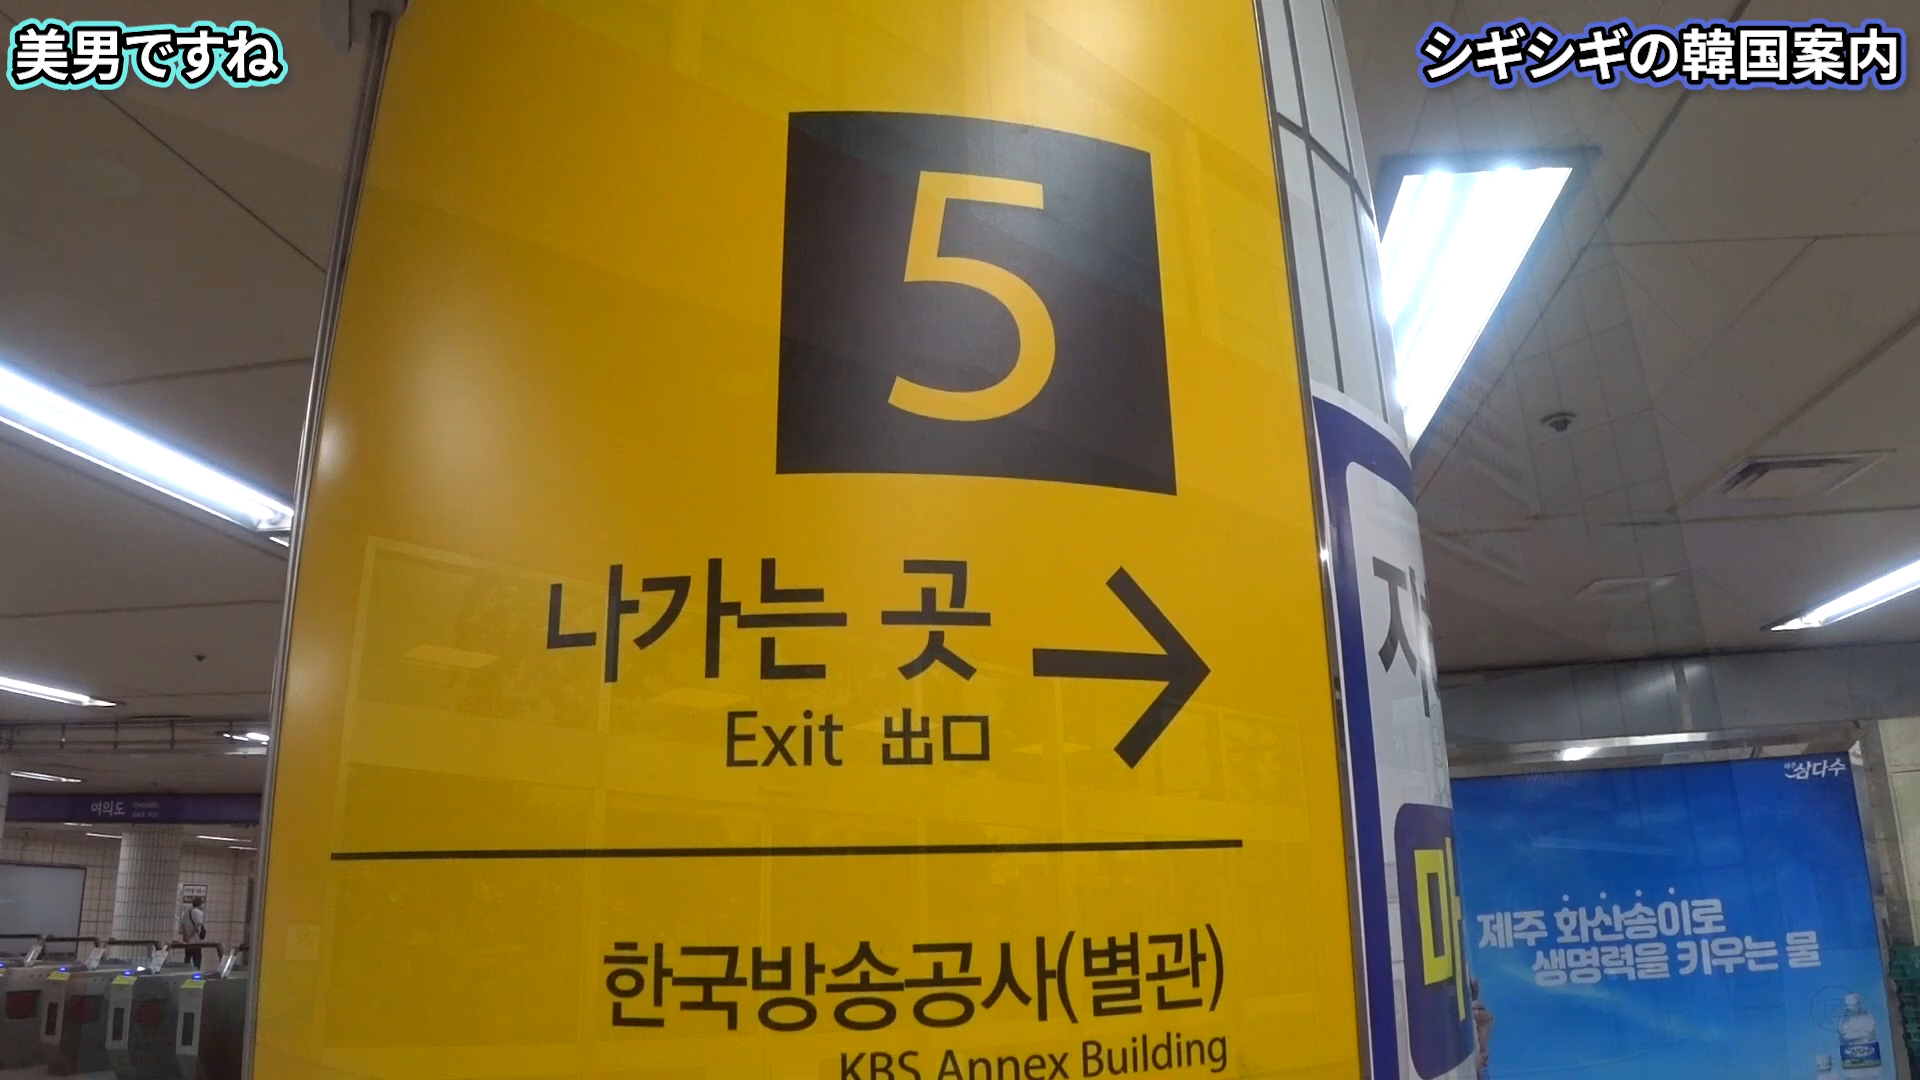 美男ですね
シギシギの韓国案内
5
나가는 곳
Exit 出口
한국방송공사(별관)
KBS Annex Building
여의도
제주 삼다수
제주 화산송이로
생명력을 키우는 물